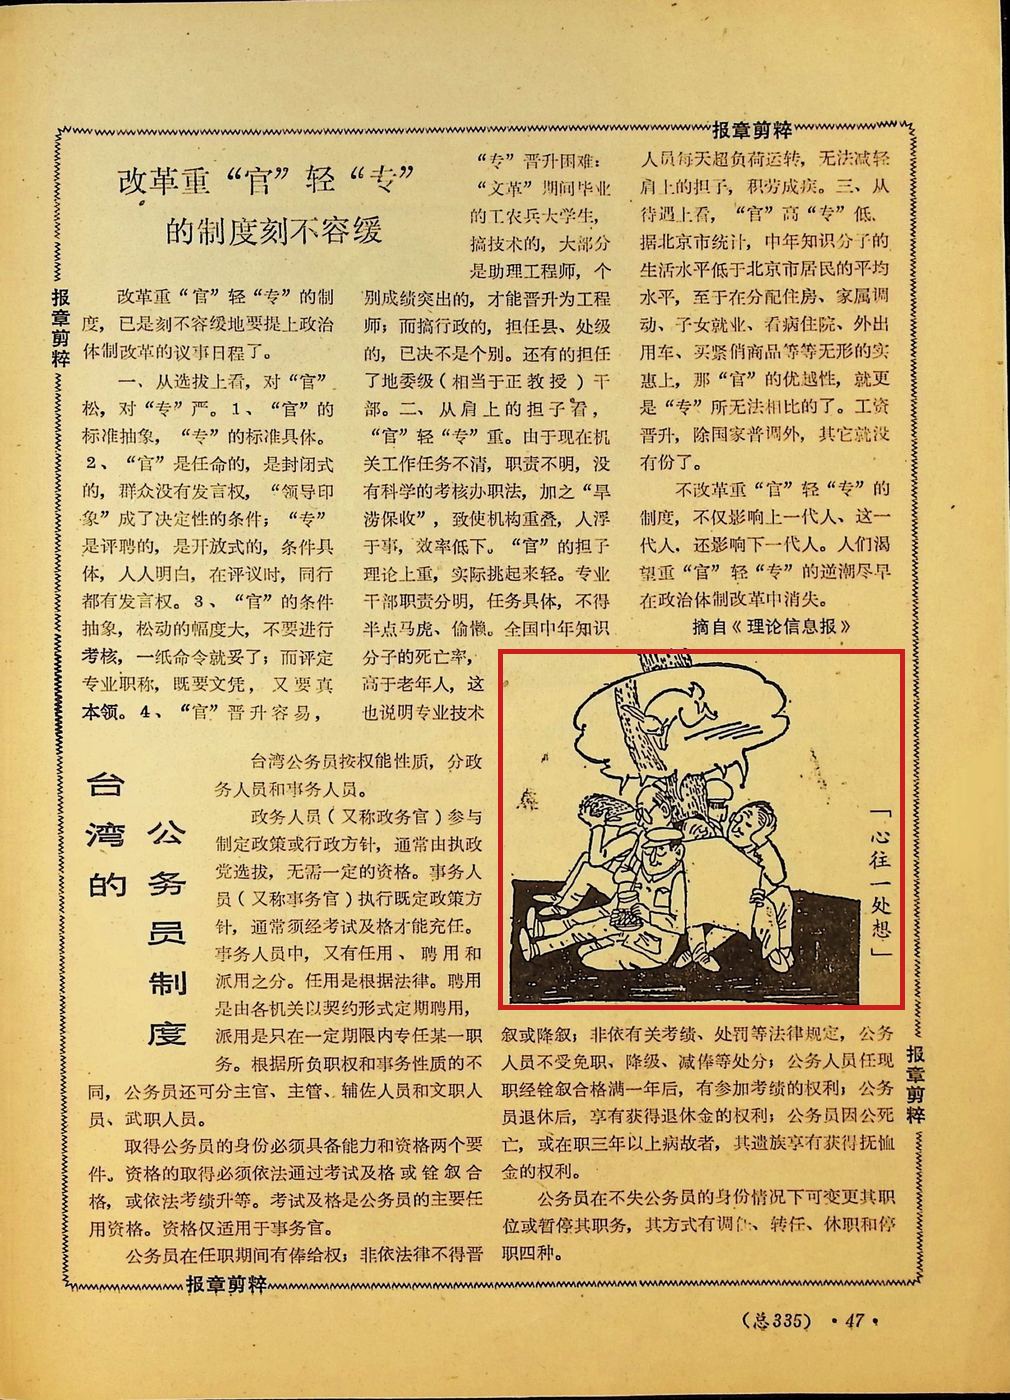 报章剪粹
报章剪粹
改革重“官”轻“专”
的制度刻不容缓
改革重“官”轻“专”的制
度，已是刻不容缓地要提上政治
体制改革的议事日程了。
一、从选拔上看，对“官”
松，对“专”严。1、“官”的
标准抽象，“专”的标准具体。
2、“官”是任命的，是封闭式
的，群众没有发言权，“领导印
象”成了决定性的条件；“专”
是评聘的，是开放式的，条件具
体，人人明白，在评议时，同行
都有发言权。3、“官”的条件
抽象，松动的幅度大，不要进行
考核，一纸命令就妥了；而评定
专业职称，既要文凭，又要真
本领。4、“官”晋升容易，
“专”晋升困难：
“文革”期间毕业
的工农兵大学生，
搞技术的，大部分
是助理工程师，个
别成绩突出的，才能晋升为工程
师；而搞行政的，担任县、处级
的，已决不是个别。还有的担任
了地委级（相当于正教授）干
部。二、从肩上的担子看，
“官”轻“专”重。由于现在机
关工作任务不清，职责不明，没
有科学的考核办职法，加之“旱
涝保收”，致使机构重叠，人浮
于事，效率低下。“官”的担子
理论上重，实际挑起来轻。专业
干部职责分明，任务具体，不得
半点马虎、偷懒。全国中年知识
分子的死亡率，
高于老年人，这
也说明专业技术
人员每天超负荷运转，无法减轻
肩上的担子，积劳成疾。三、从
待遇上看，“官”高“专”低、
据北京市统计，中年知识分子的
生活水平低于北京市居民的平均
水平，至于在分配住房、家属调
动、子女就业、看病住院、外出
用车、买紧俏商品等等无形的实
惠上，那“官”的优越性，就更
是“专”所无法相比的了。工资
晋升，除国家普调外，其它就没
有份了。
不改革重“官”轻“专”的
制度，不仅影响上一代人、这一
代人．还影响下一代人。人们渴
望重“官”轻“专”的逆潮尽早
在政治体制改革中消失。
摘自《理论信息报》
「心往一处想」
台湾的
公务员制度
台湾公务员按权能性质，分政
务人员和事务人员。
政务人员（又称政务官）参与
制定政策或行政方针，通常由执政
党选拔，无需一定的资格。事务人
员（又称事务官）执行既定政策方
针，通常须经考试及格才能充任。
事务人员中，又有任用、聘用和
派用之分。任用是根据法律。聘用
是由各机关以契约形式定期聘用，
派用是只在一定期限内专任某一职
务。根据所负职权和事务性质的不
同，公务员还可分主官、主管、辅佐人员和文职人
员、武职人员。
取得公务员的身份必须具备能力和资格两个要
件。资格的取得必须依法通过考试及格或铨叙合
格，或依法考绩升等。考试及格是公务员的主要任
用资格。资格仅适用于事务官。
公务员在任职期间有俸给权；非依法律不得晋
叙或降叙；非依有关考绩、处罚等法律规定，公务
人员不受免职、降级、减俸等处分；公务人员任现
职经铨叙合格满一年后，有参加考绩的权利；公务
员退休后，享有获得退休金的权利；公务员因公死
亡，或在职三年以上病故者，其遗族享有获得抚恤
金的权利。
公务员在不失公务员的身份情况下可变更其职
位或暂停其职务，其方式有调任、转任、休职和停
职四种。
报章剪粹
报章剪粹
（总335）·47·